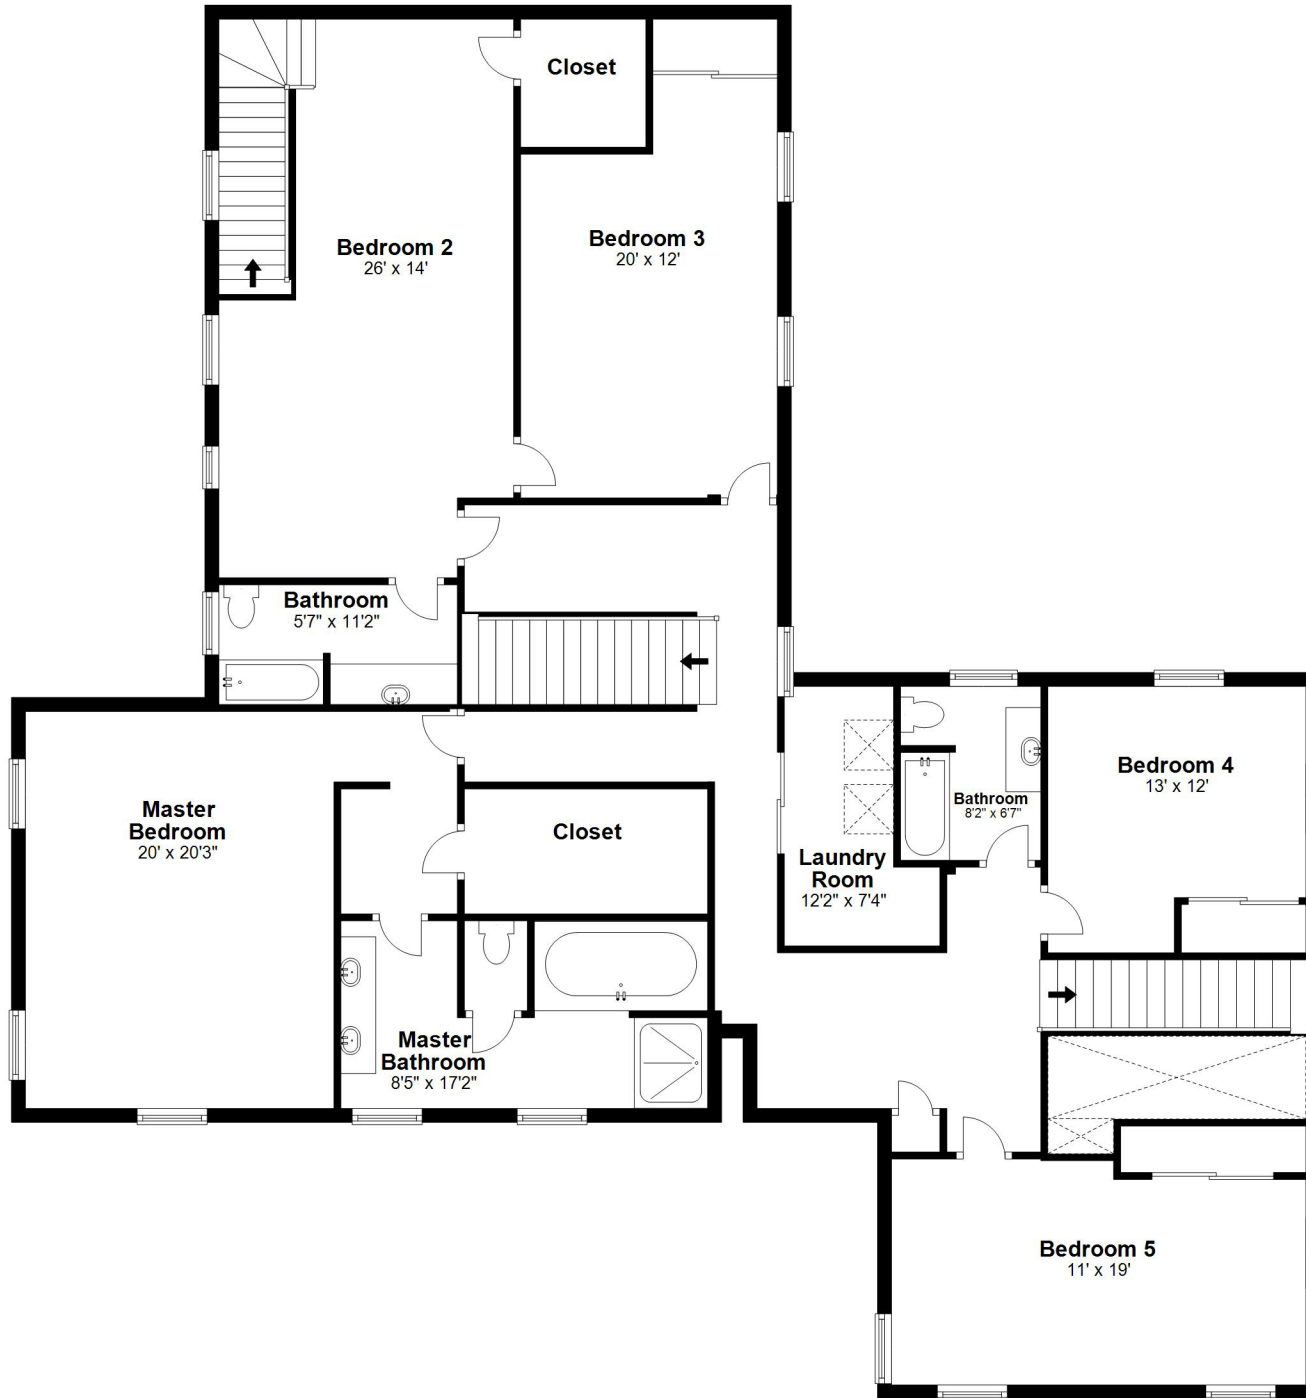 Closet
Bedroom 2
26' x 14'
Bedroom 3
20' x 12'
Bathroom
5'7" x 11'2"
Master
Bedroom
20' x 20'3"
Closet
Laundry
Room
12'2" x 7'4"
Bathroom
8'2" x 6'7"
Bedroom 4
13' x 12'
Master
Bathroom
8'5" x 17'2"
Bedroom 5
11' x 19'